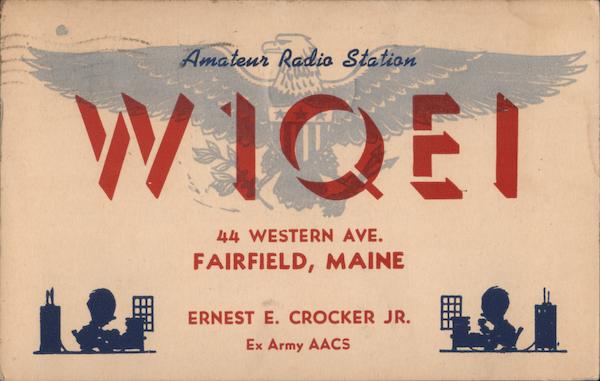 Amateur Radio Station
W1QEI
44 WESTERN AVE.
FAIRFIELD, MAINE
ERNEST E. CROCKER JR.
Ex Army AACS